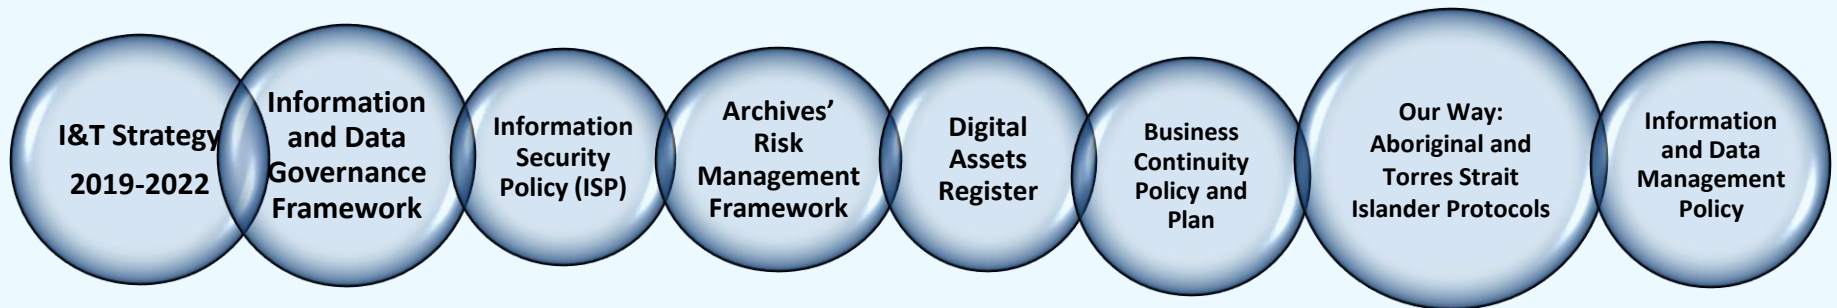 I&T Strategy
2019-2022
Information
and Data
Governance
Framework
Information
Security
Policy (ISP)
Archives’
Risk
Management
Framework
Digital
Assets
Register
Business
Continuity
Policy and
Plan
Our Way:
Aboriginal and
Torres Strait
Islander Protocols
Information
and Data
Management
Policy